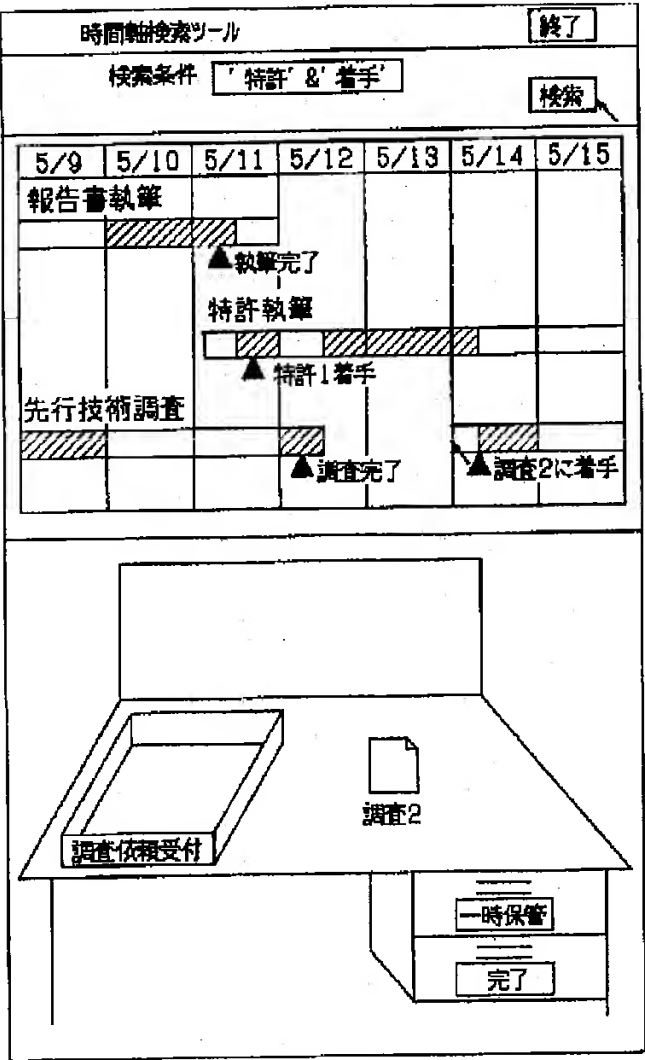 時間軸検索ツール 終了
検索条件 '特許' & '着手'
検索
5/9 5/10 5/11 5/12 5/13 5/14 5/15
報告書執筆
▲執筆完了
特許執筆
▲ 特許1着手
先行技術調査
▲調査完了 ▲調査2に着手
調査2
調査依頼受付
一時保管
完了